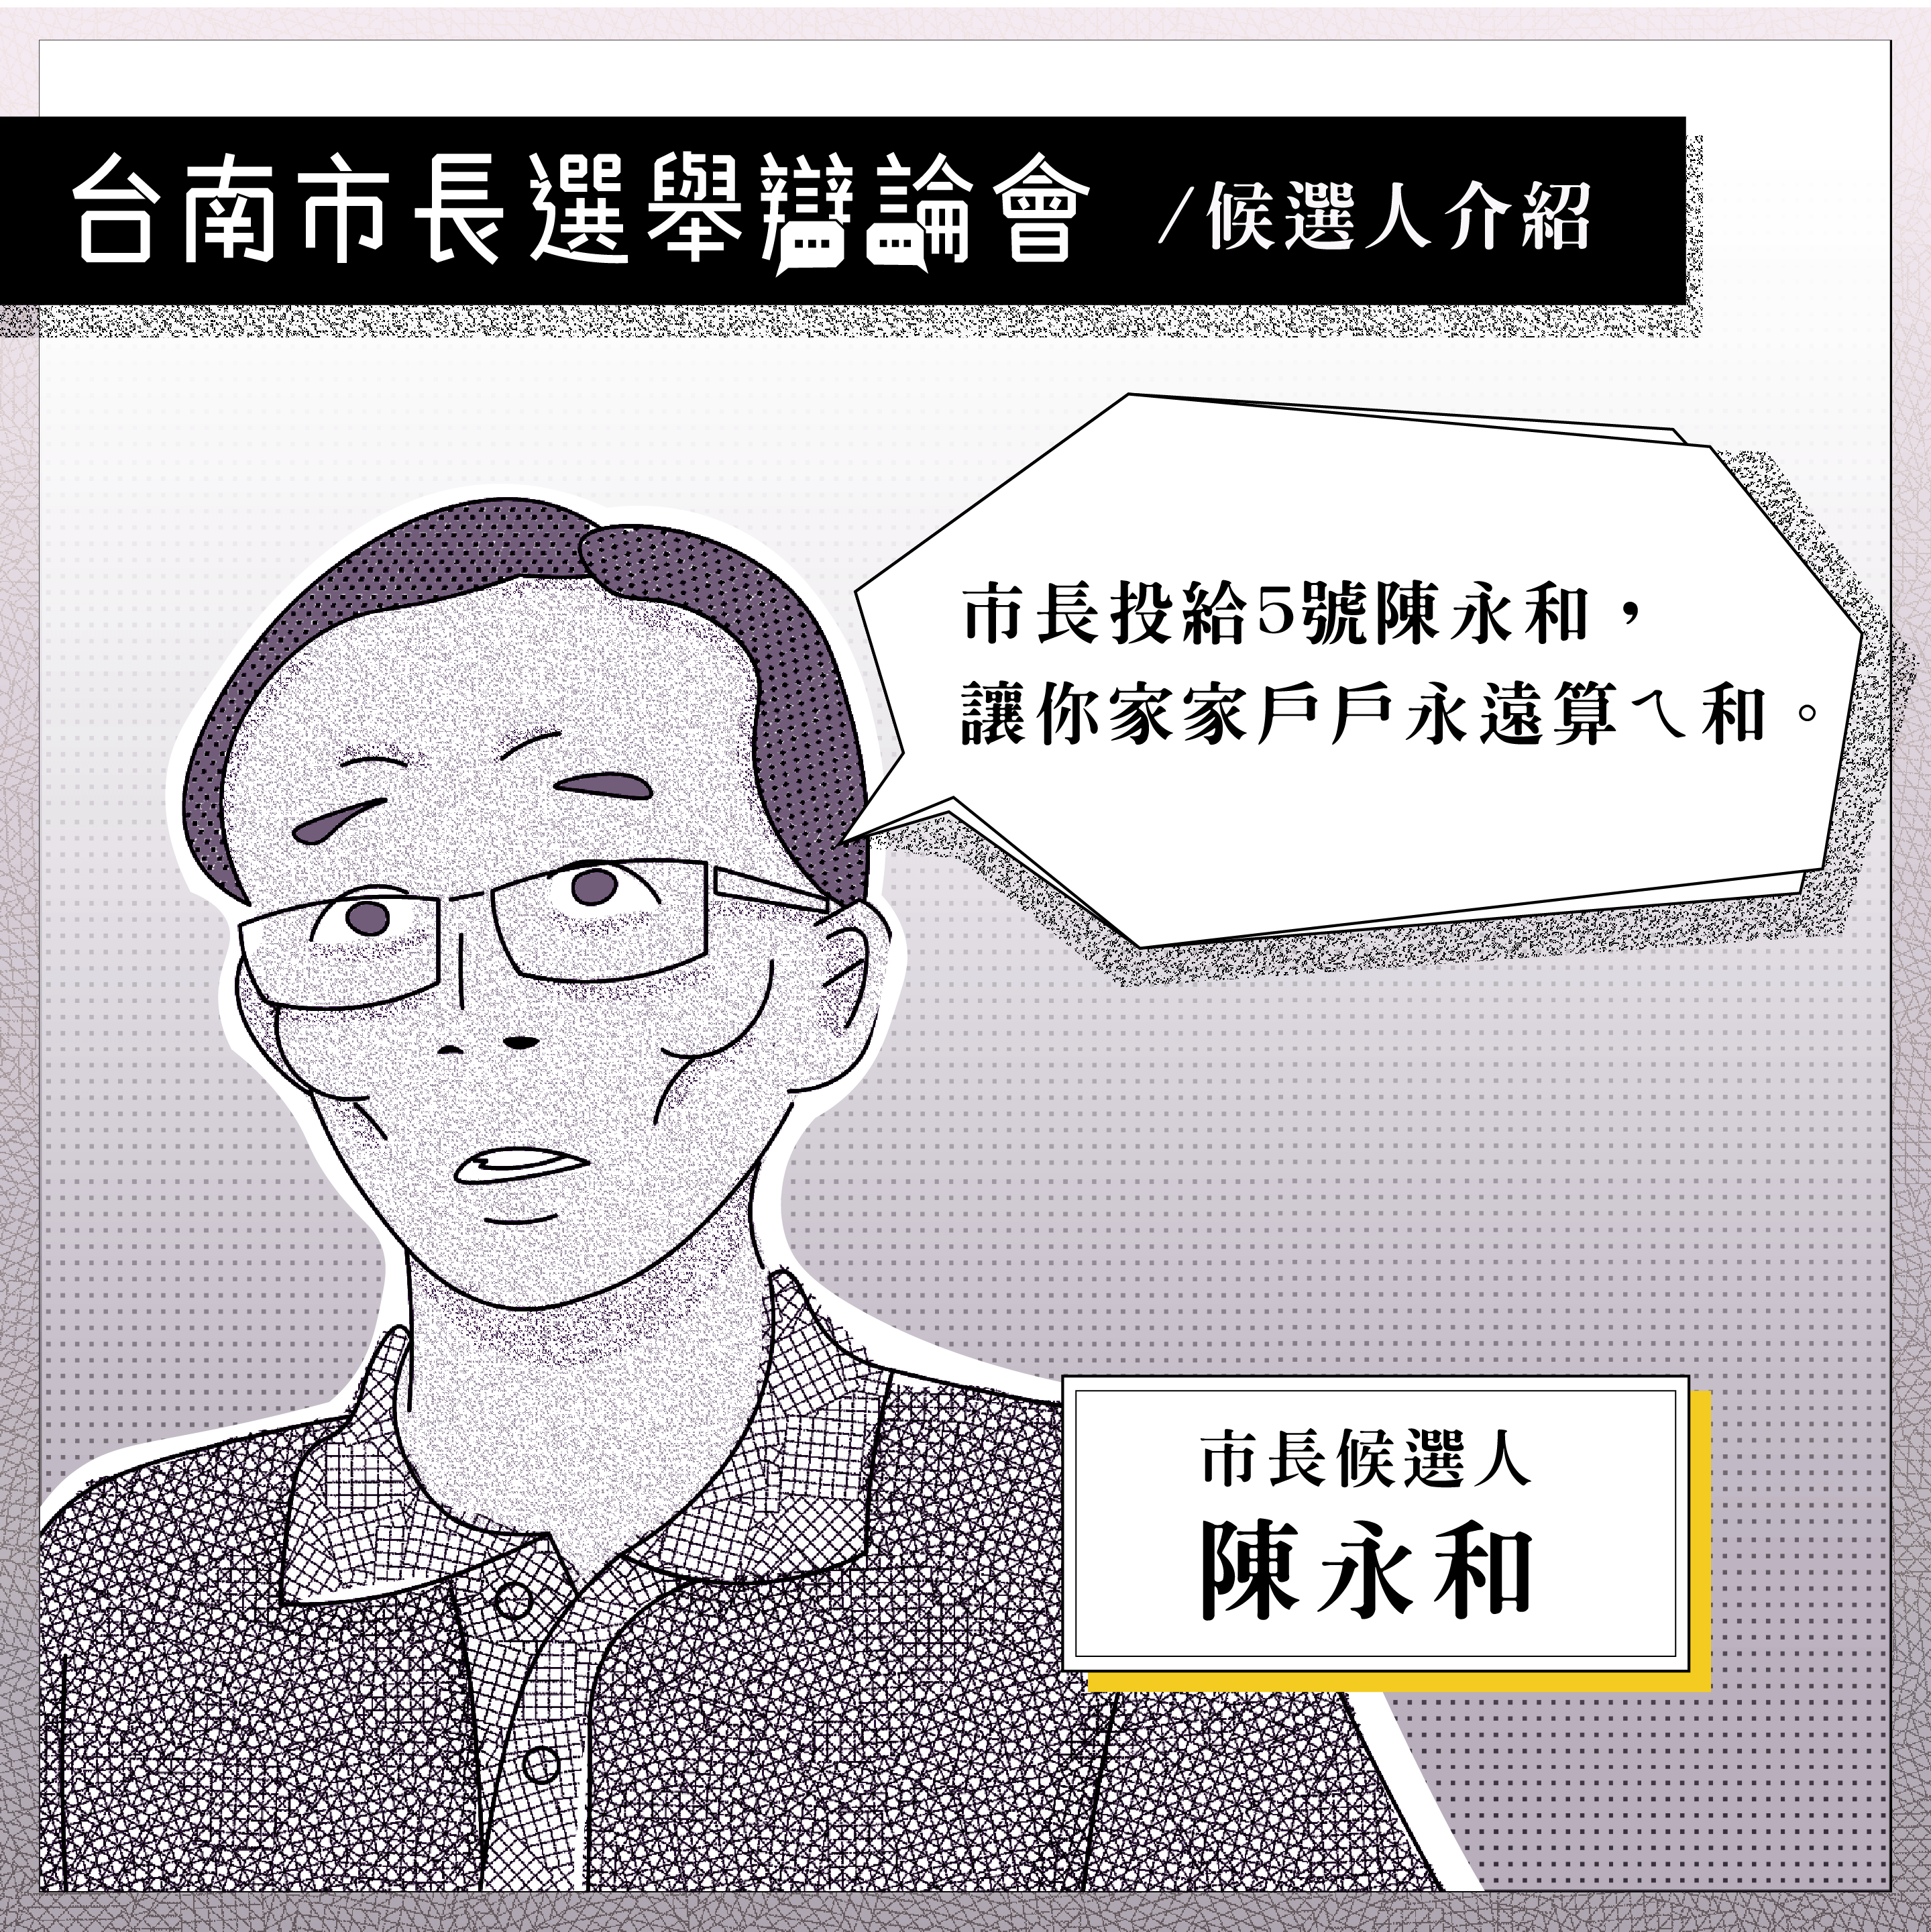 台南市長選舉辯論會 /候選人介紹
市長投給5號陳永和，
讓你家家戶戶永遠算ㄟ和。
市長候選人
陳永和